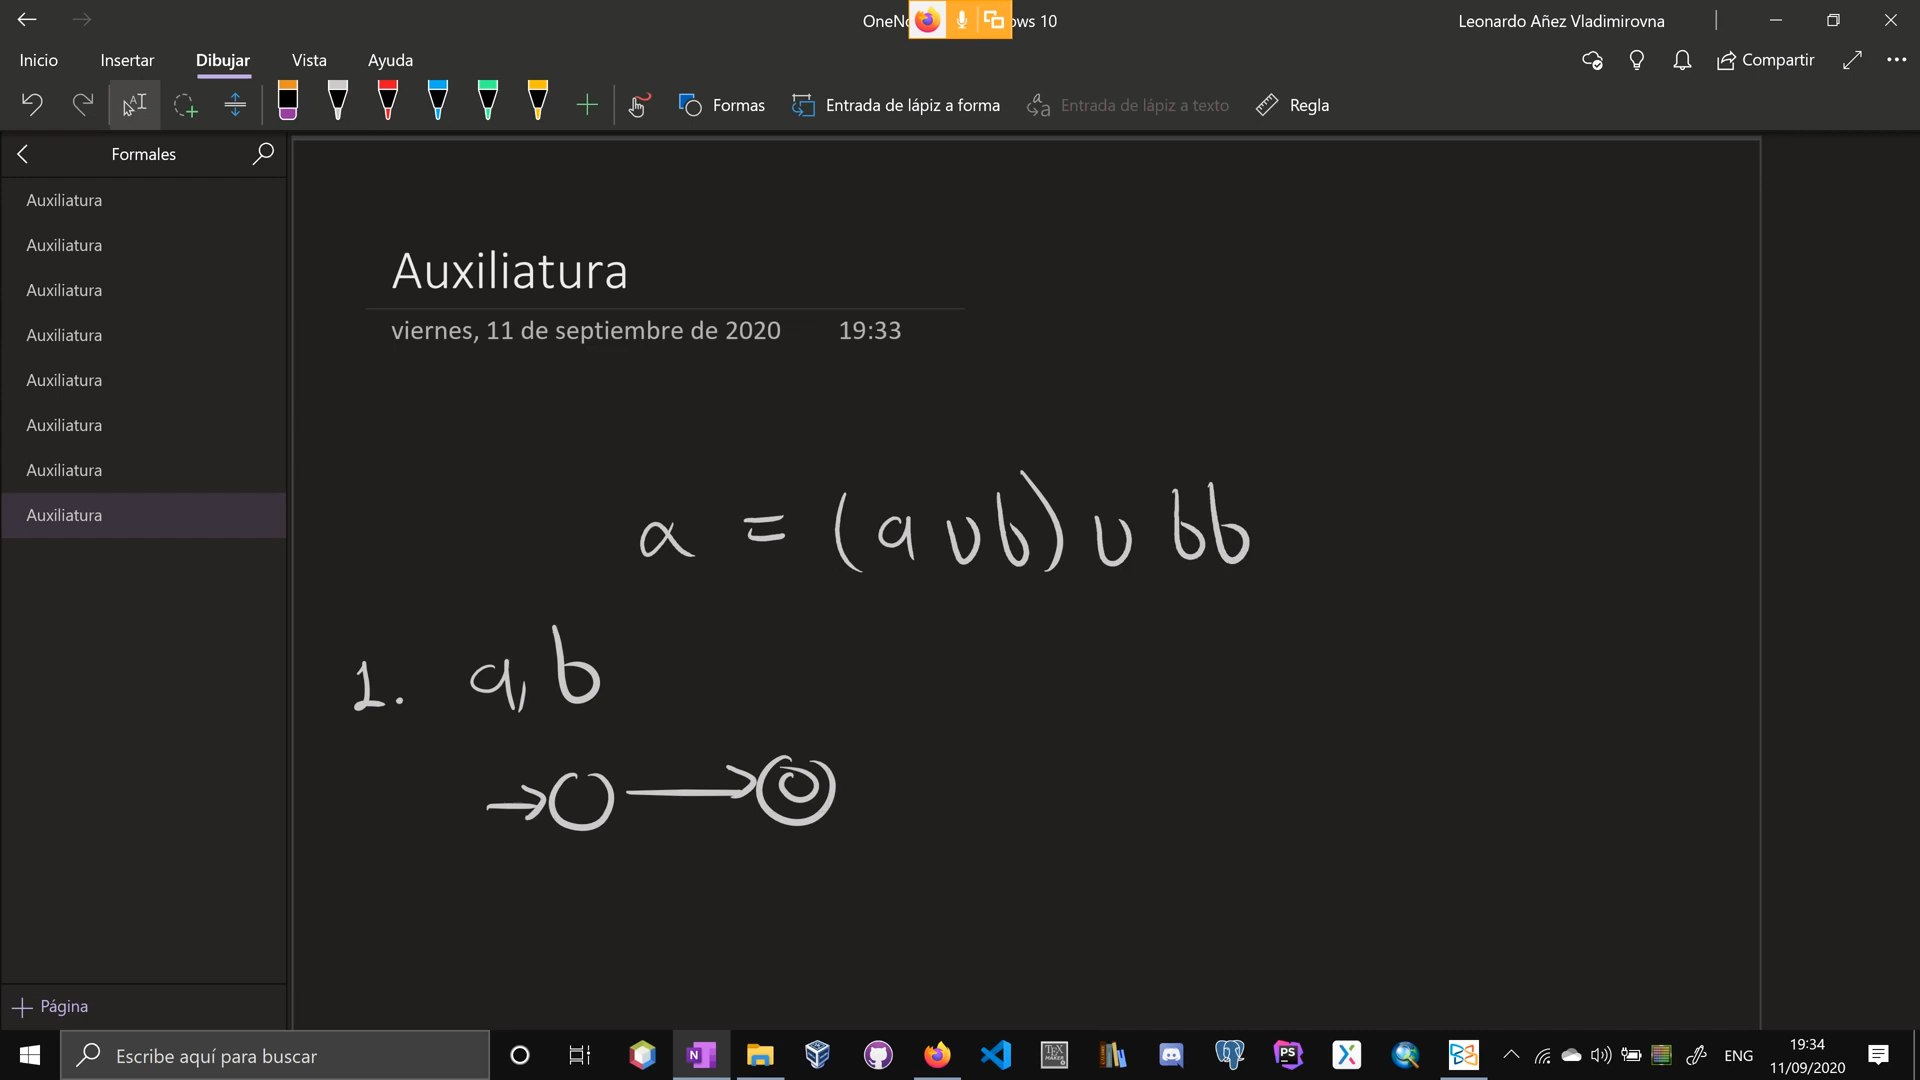 OneNo
ows 10
Leonardo Añez Vladimirovna
Inicio
Insertar
Dibujar
Vista
Ayuda
Compartir
Formas
Entrada de lápiz a forma
Entrada de lápiz a texto
Regla
Formales
Auxiliatura
Auxiliatura
Auxiliatura
Auxiliatura
Auxiliatura
Auxiliatura
Auxiliatura
Auxiliatura
Página
Auxiliatura
viernes, 11 de septiembre de 2020 19:33
α = (a ∪ b) ∪ bb
1. a, b
Escribe aquí para buscar
ENG
19:34
11/09/2020